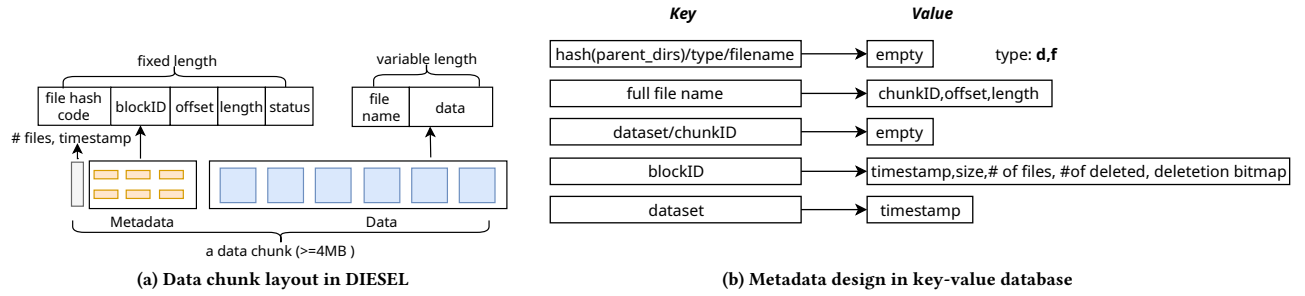 fixed length
variable length
file hash
code
blockID
offset
length
status
file
name
data
# files, timestamp
Metadata
Data
a data chunk (>=4MB )
(a) Data chunk layout in DIESEL
Key
Value
hash(parent_dirs)/type/filename
empty
type: d,f
full file name
chunkID,offset,length
dataset/chunkID
empty
blockID
timestamp,size,# of files, #of deleted, deletetion bitmap
dataset
timestamp
(b) Metadata design in key-value database